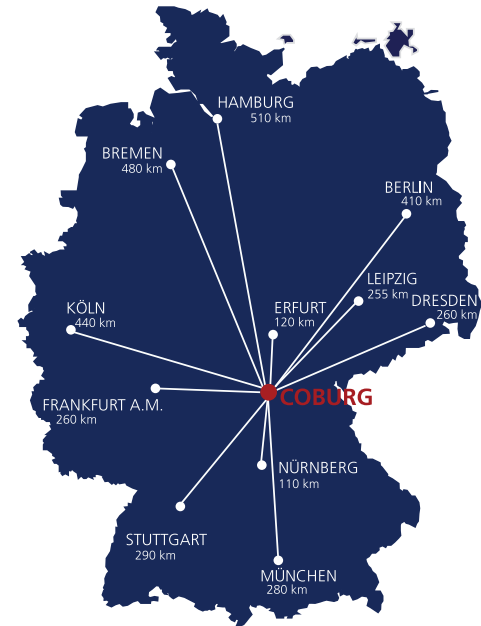 HAMBURG
510 km
BREMEN
480 km
BERLIN
410 km
LEIPZIG
255 km
DRESDEN
260 km
KÖLN
440 km
ERFURT
120 km
COBURG
FRANKFURT A.M.
260 km
NÜRNBERG
110 km
STUTTGART
290 km
MÜNCHEN
280 km